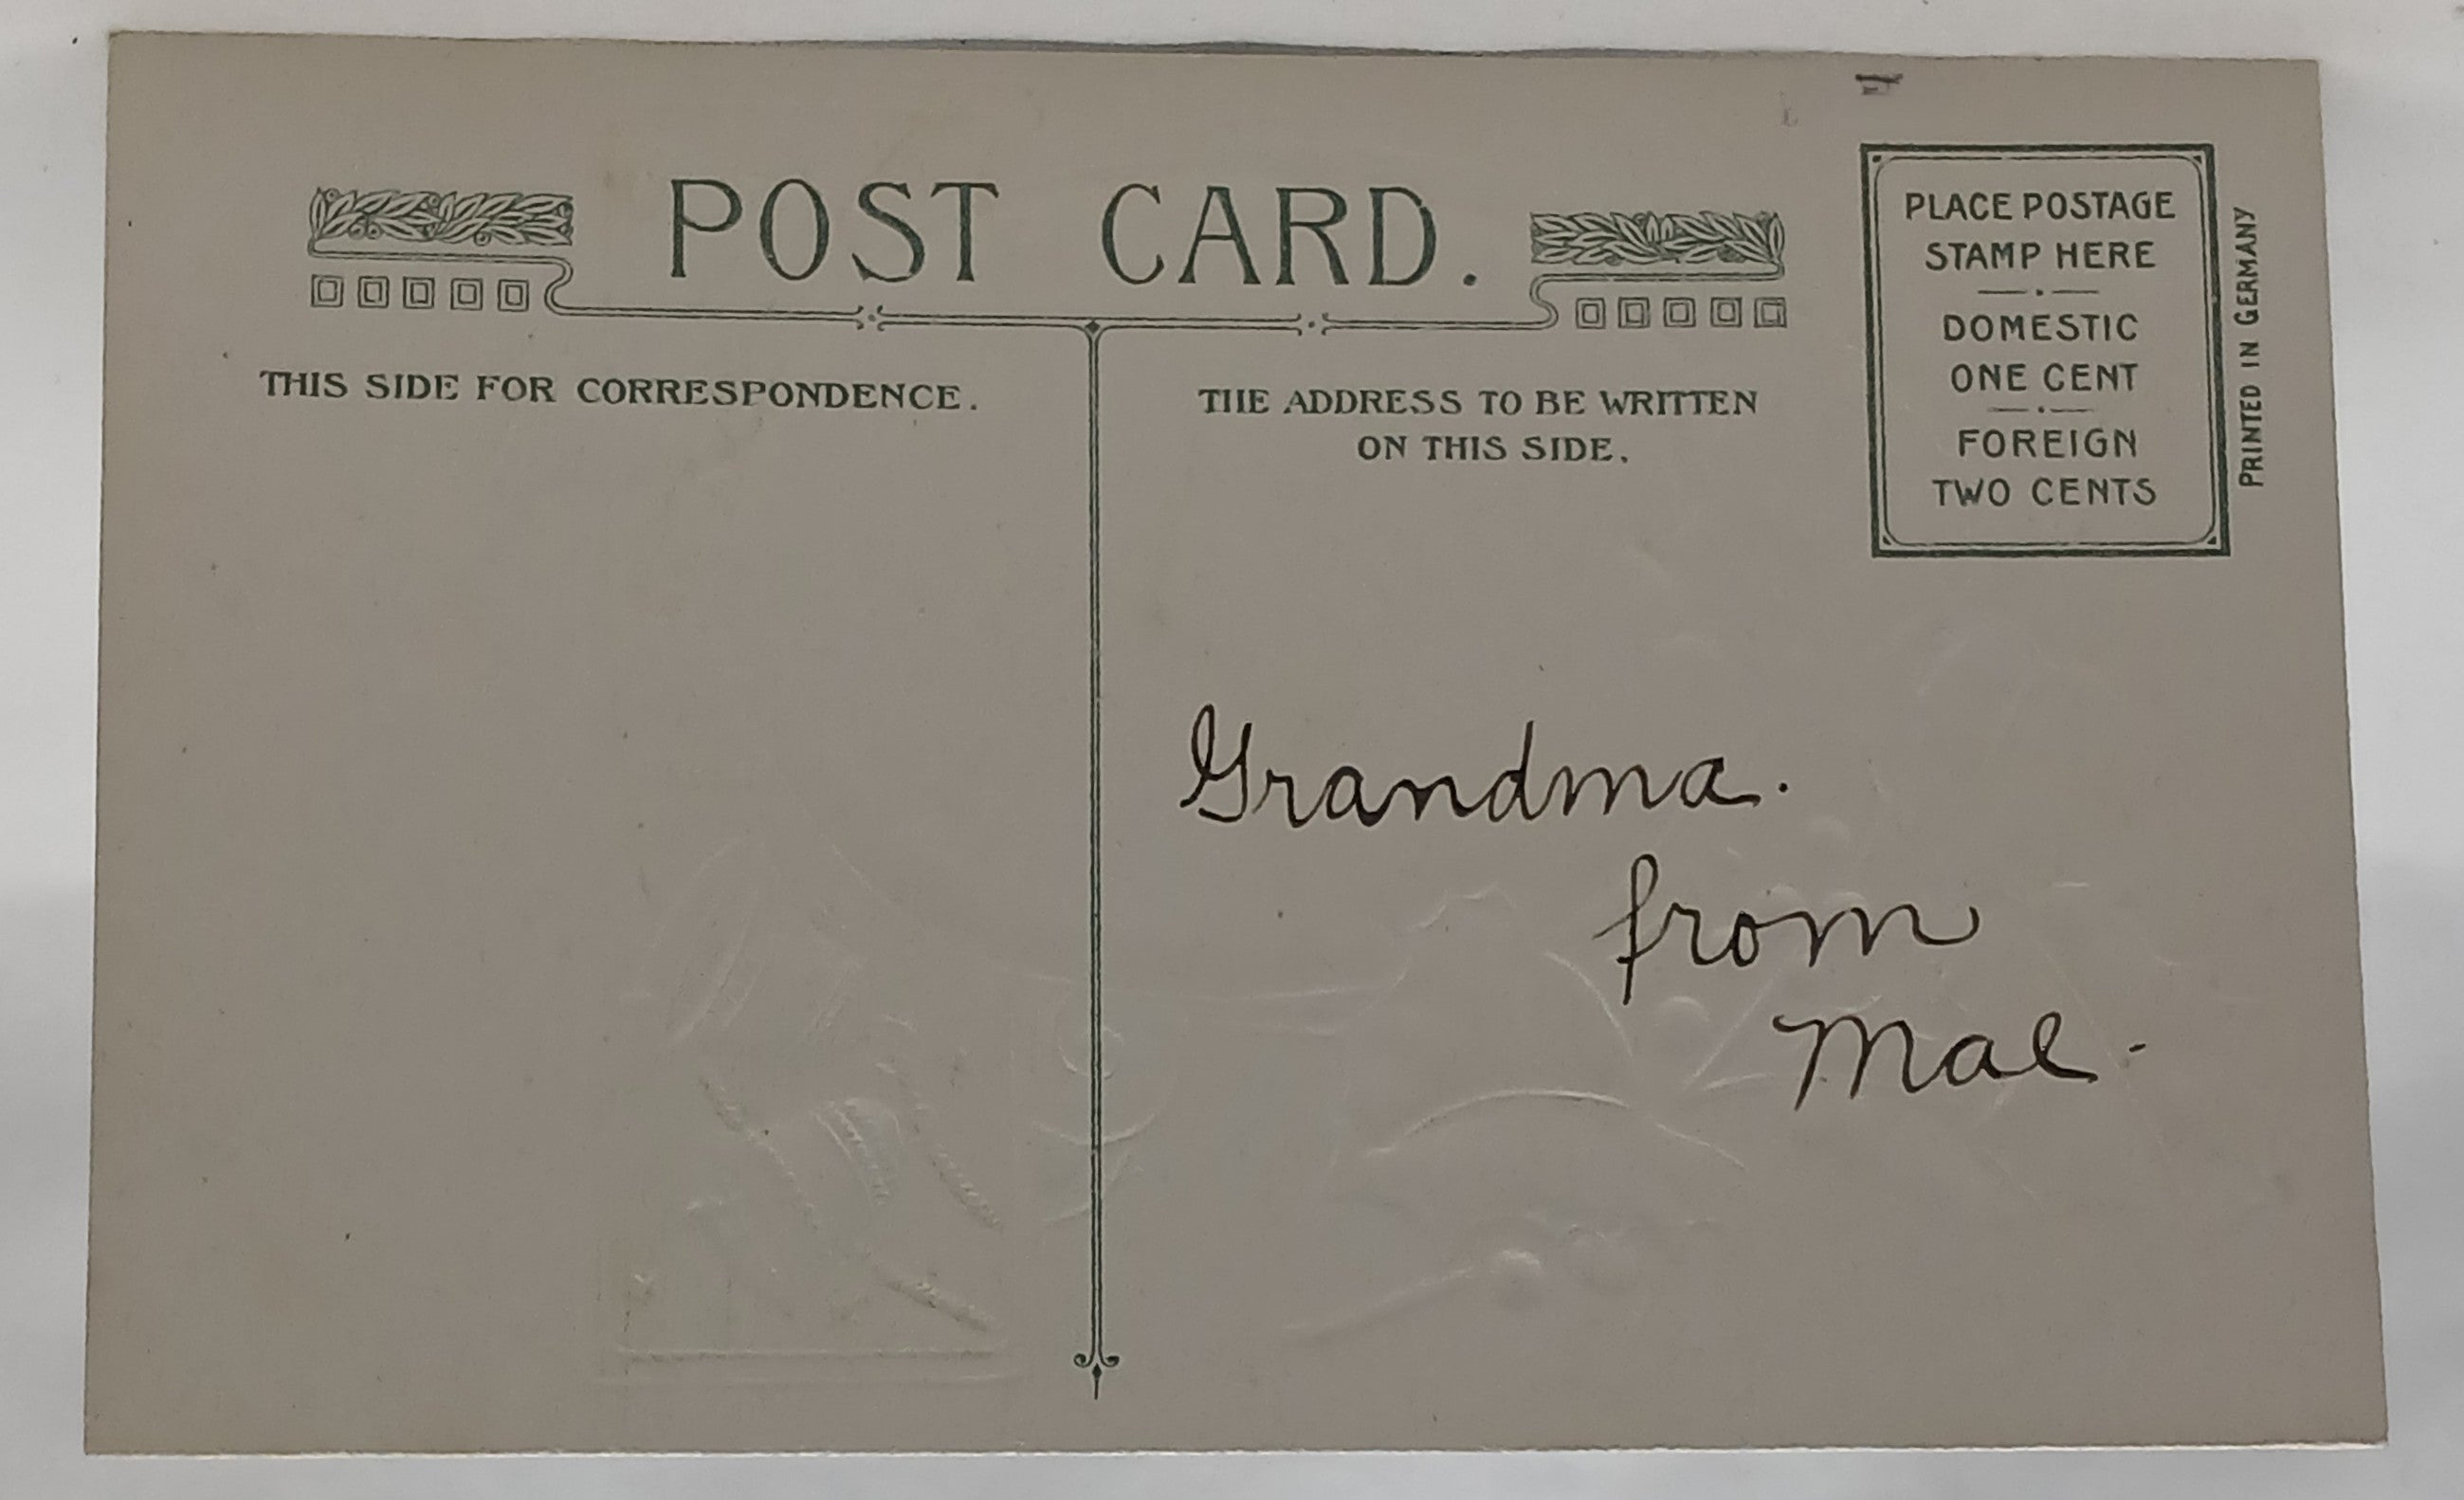 POST CARD.
THIS SIDE FOR CORRESPONDENCE.
THE ADDRESS TO BE WRITTEN
ON THIS SIDE.
PLACE POSTAGE
STAMP HERE
DOMESTIC
ONE CENT
FOREIGN
TWO CENTS
PRINTED IN GERMANY
Grandma.
from
Mae.